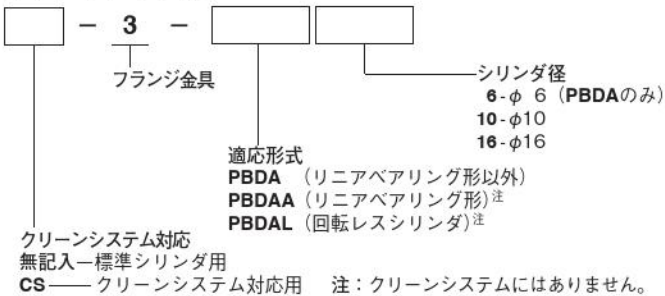 - 3 -
フランジ金具
シリンダ径
6-φ 6（PBDAのみ）
10-φ10
16-φ16
適応形式
PBDA （リニアベアリング形以外）
PBDAA（リニアベアリング形）注
PBDAL（回転レスシリンダ）注
クリーンシステム対応
無記入―標準シリンダ用
CS――クリーンシステム対応用 注：クリーンシステムにはありません。